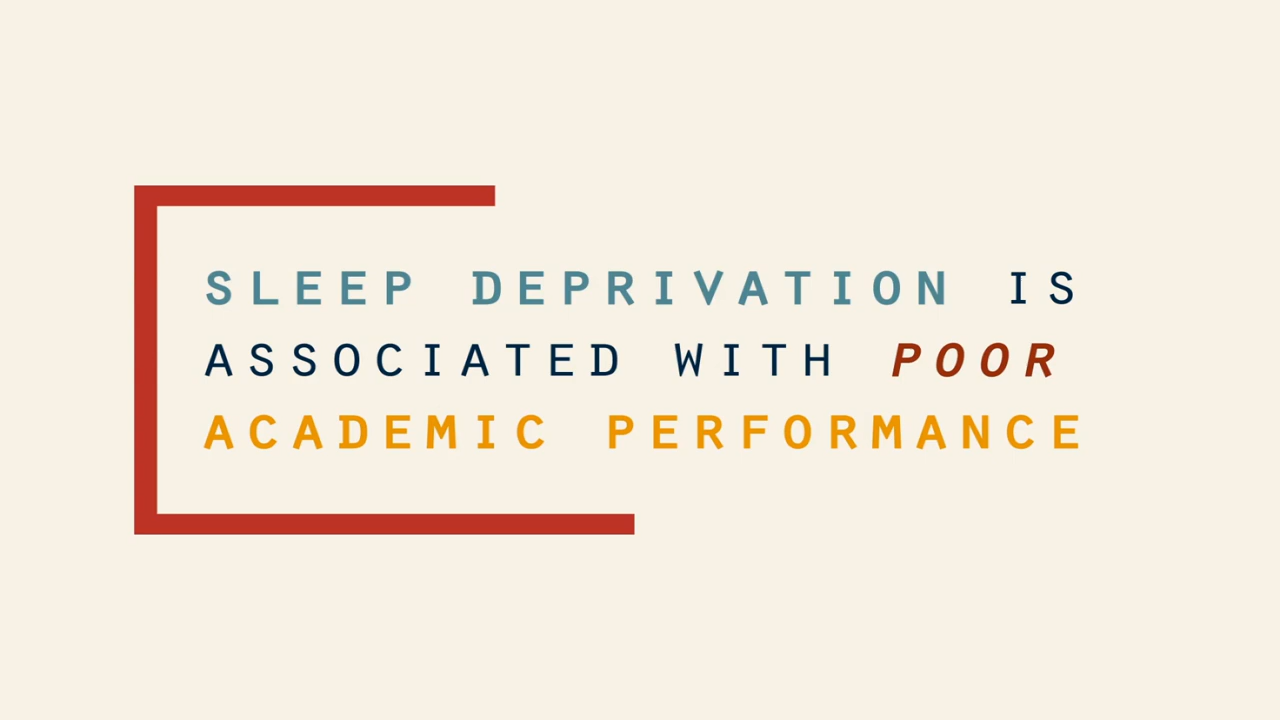 SLEEP DEPRIVATION IS
ASSOCIATED WITH POOR
ACADEMIC PERFORMANCE